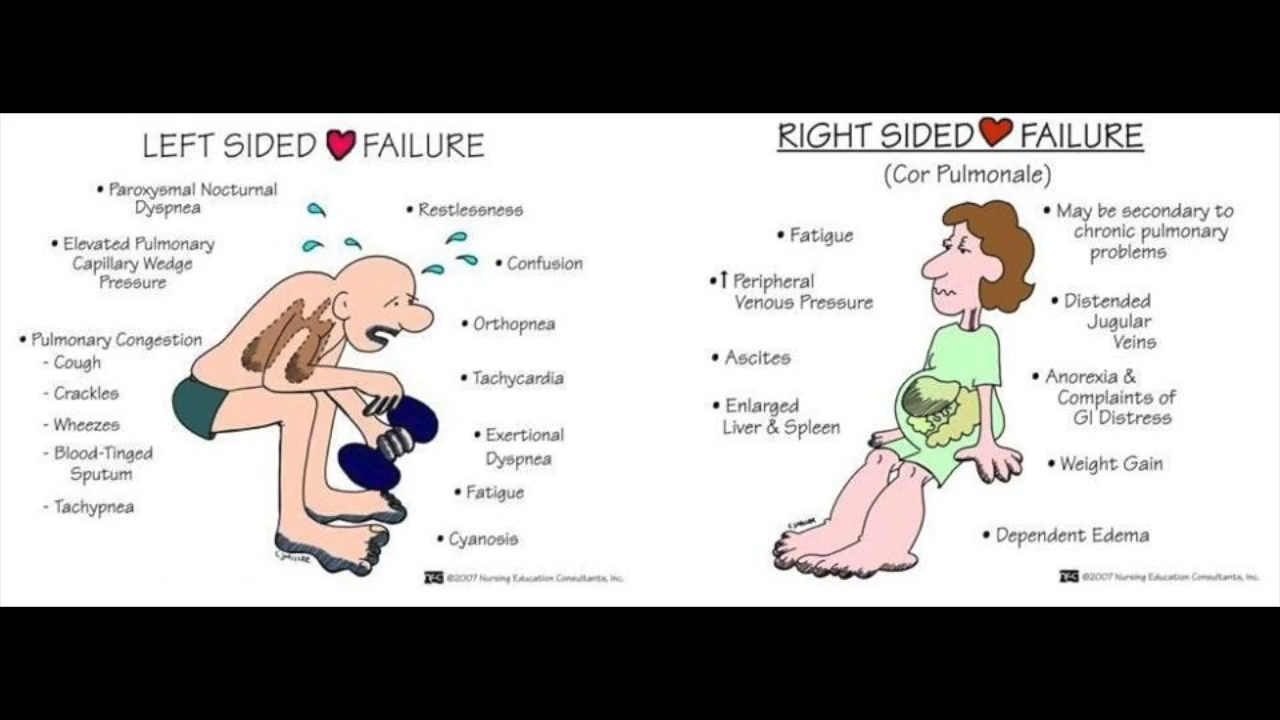 LEFT SIDED FAILURE
• Paroxysmal Nocturnal
Dyspnea
• Elevated Pulmonary
Capillary Wedge
Pressure
• Pulmonary Congestion
- Cough
- Crackles
- Wheezes
- Blood-Tinged
Sputum
- Tachypnea
• Restlessness
• Confusion
• Orthopnea
• Tachycardia
• Exertional
Dyspnea
• Fatigue
• Cyanosis
©2007 Nursing Education Consultants, Inc.
RIGHT SIDED FAILURE
(Cor Pulmonale)
• Fatigue
• ↑ Peripheral
Venous Pressure
• Ascites
• Enlarged
Liver & Spleen
• May be secondary to
chronic pulmonary
problems
• Distended
Jugular
Veins
• Anorexia &
Complaints of
GI Distress
• Weight Gain
• Dependent Edema
©2007 Nursing Education Consultants, Inc.